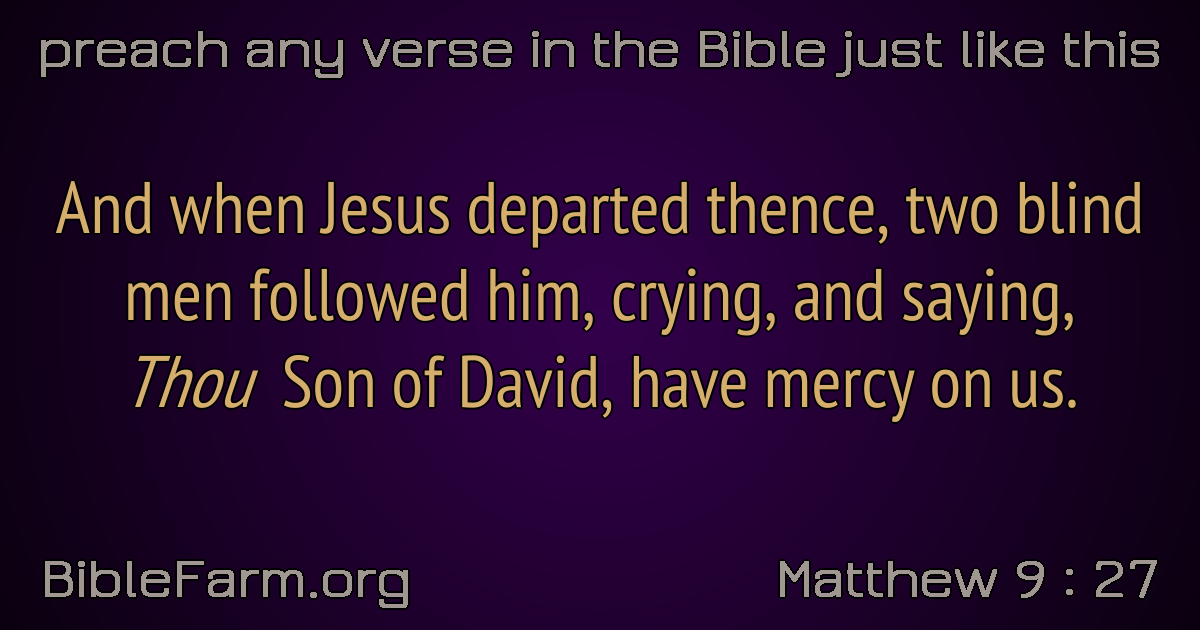 preach any verse in the Bible just like this
And when Jesus departed thence, two blind
men followed him, crying, and saying,
Thou Son of David, have mercy on us.
BibleFarm.org
Matthew 9 : 27